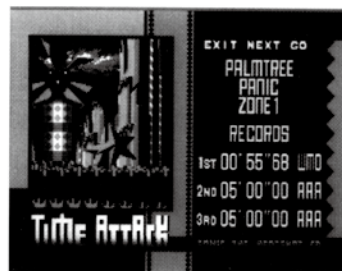 EXIT NEXT GO
PALMTREE
PANIC
ZONE 1
RECORDS
1ST 00'55"68 LMD
2ND 05'00"00 AAA
3RD 05'00"00 AAA
TIME ATTACK